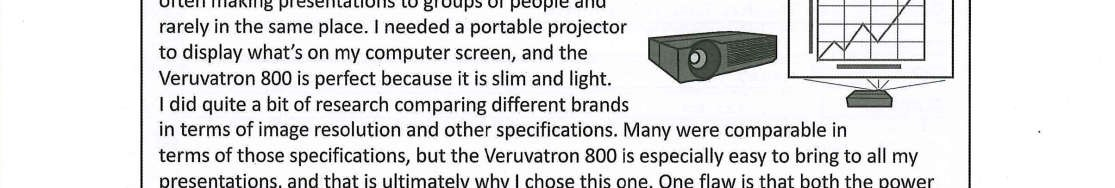 often making presentations to groups of people and
rarely in the same place. I needed a portable projector
to display what's on my computer screen, and the
Veruvatron 800 is perfect because it is slim and light.
I did quite a bit of research comparing different brands
in terms of image resolution and other specifications. Many were comparable in
terms of those specifications, but the Veruvatron 800 is especially easy to bring to all my
presentations, and that is ultimately why I chose this one. One flaw is that both the power